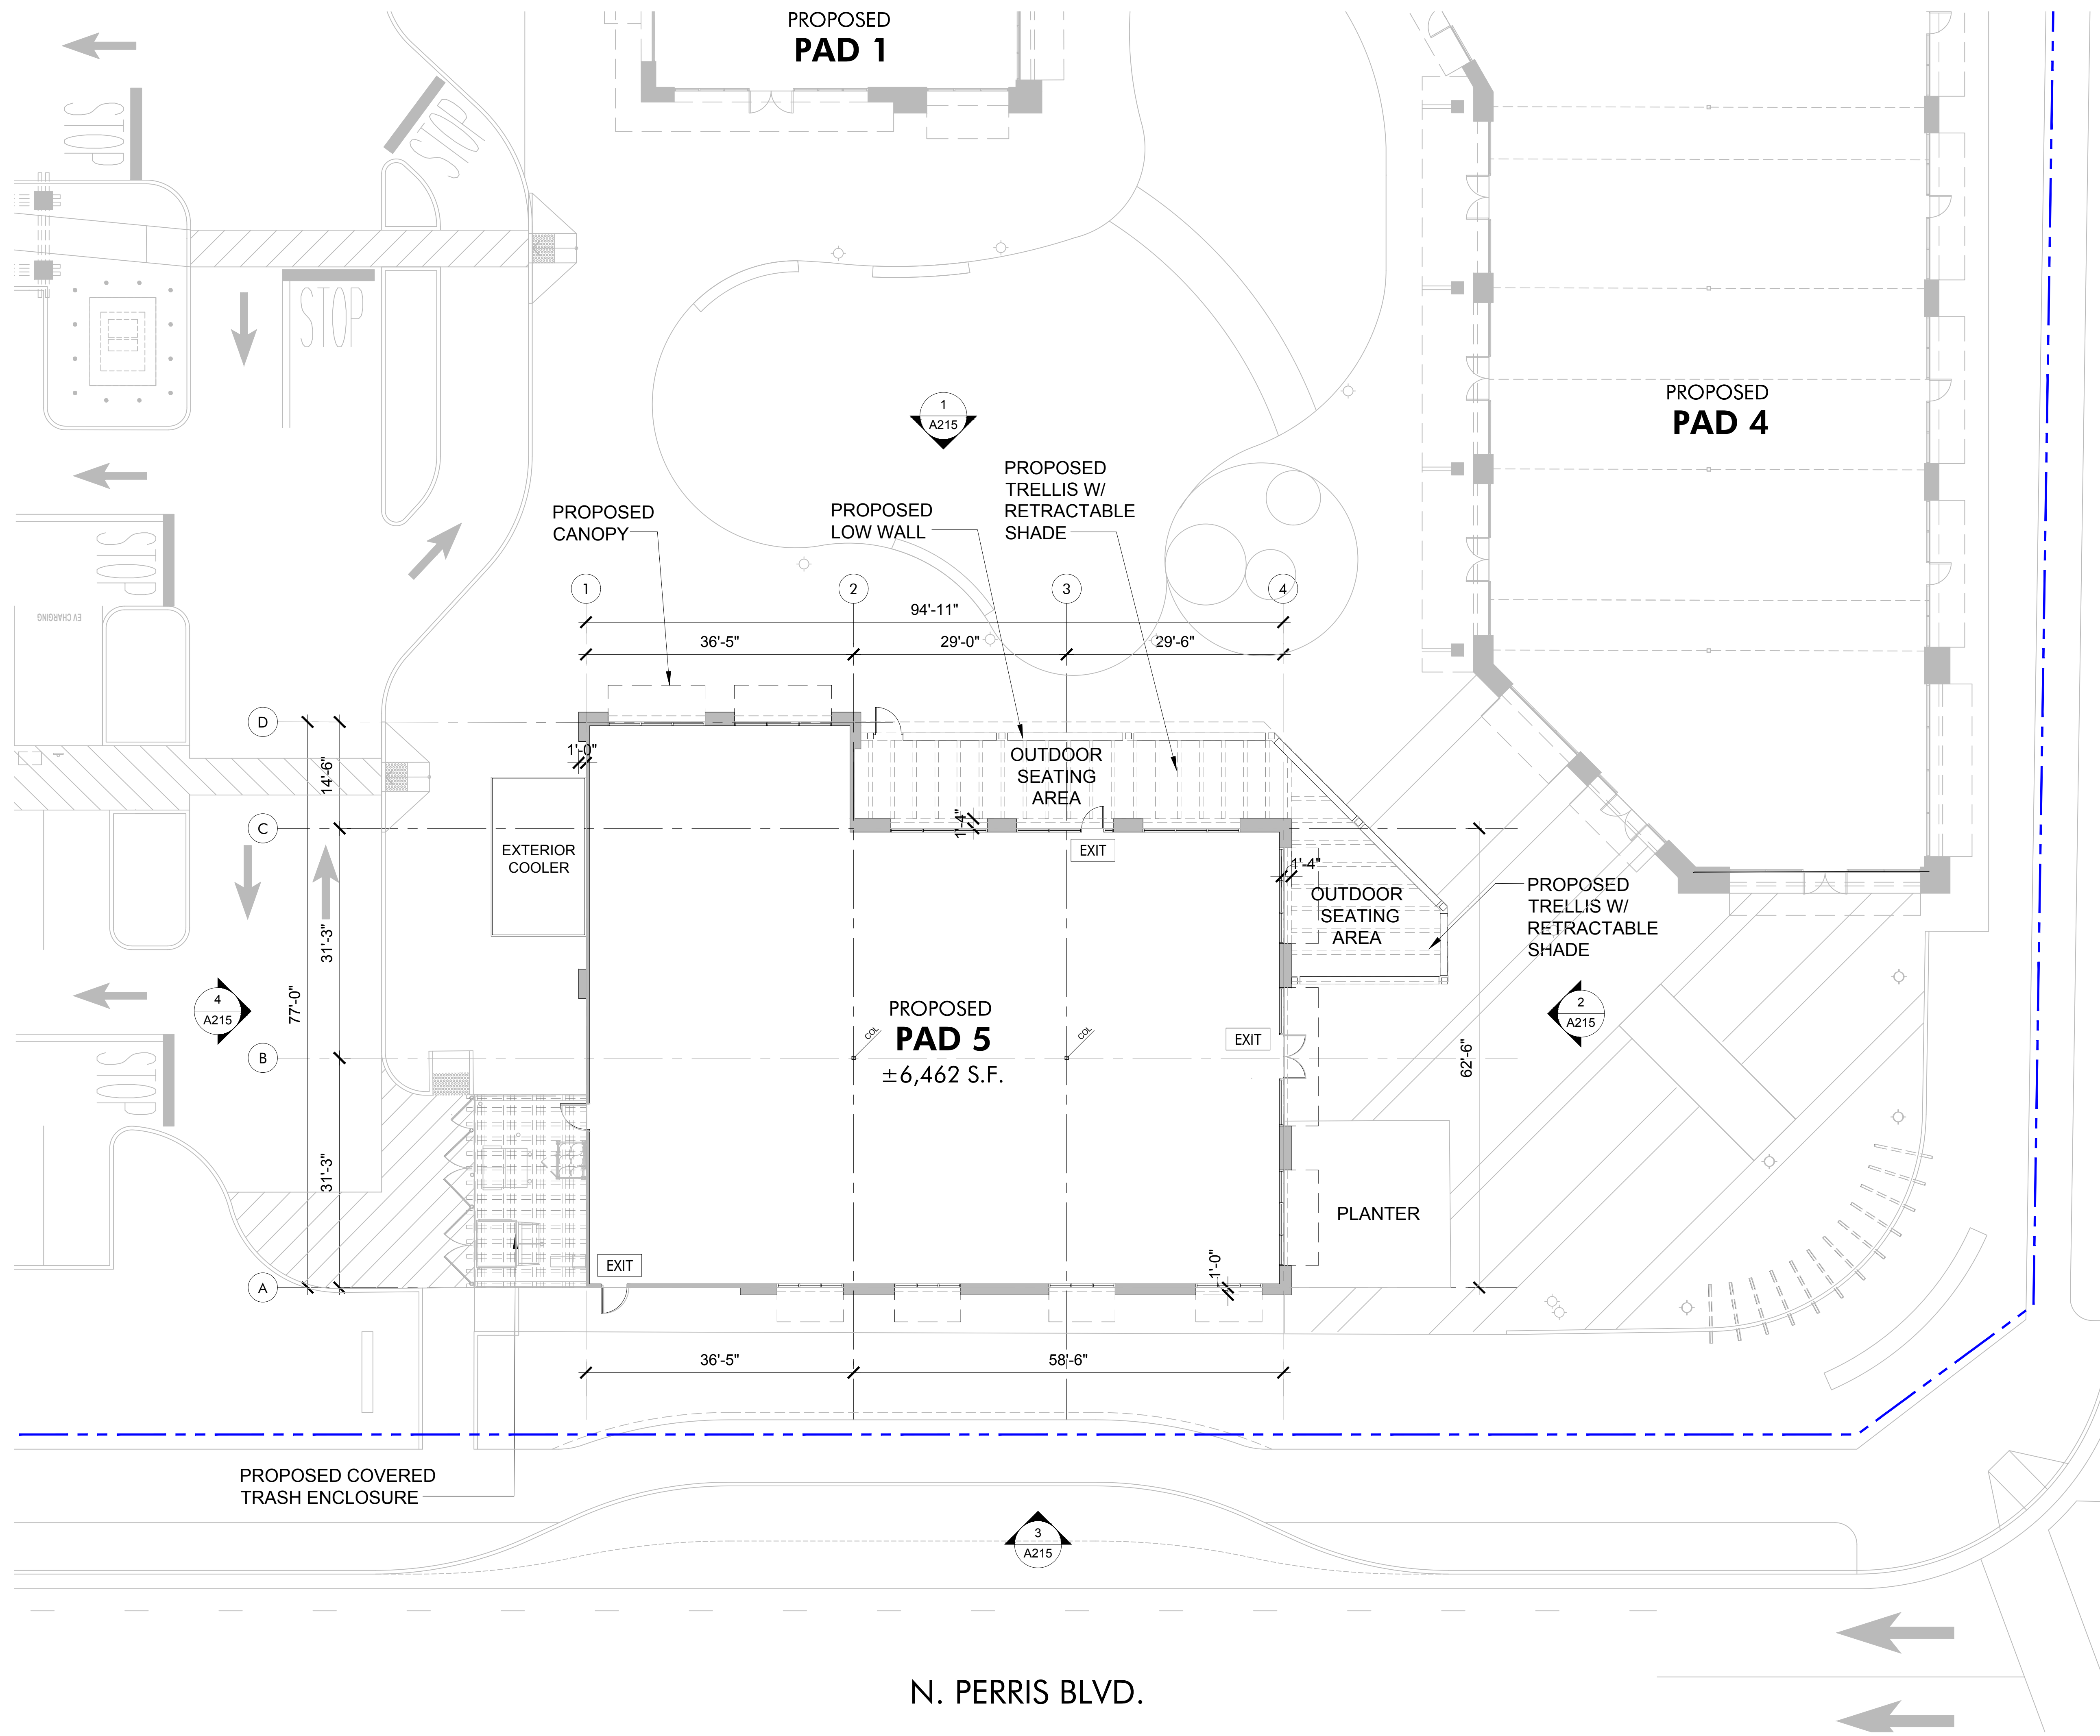 PROPOSED
PAD 1
STOP
STOP
STOP
PROPOSED
PAD 4
1
A215
PROPOSED
TRELLIS W/
RETRACTABLE
SHADE
PROPOSED
CANOPY
PROPOSED
LOW WALL
STOP
EV CHARGING
1
2
3
4
94'-11"
36'-5"
29'-0"
29'-6"
D
1'-0"
14'-6"
OUTDOOR
SEATING
AREA
C
1'-4"
EXTERIOR
COOLER
EXIT
1'-4"
OUTDOOR
SEATING
AREA
PROPOSED
TRELLIS W/
RETRACTABLE
SHADE
31'-3"
77'-0"
4
A215
PROPOSED
PAD 5
±6,462 S.F.
COL
COL
EXIT
2
A215
B
62'-6"
STOP
31'-3"
PLANTER
EXIT
1'-0"
A
36'-5"
58'-6"
PROPOSED COVERED
TRASH ENCLOSURE
3
A215
N. PERRIS BLVD.